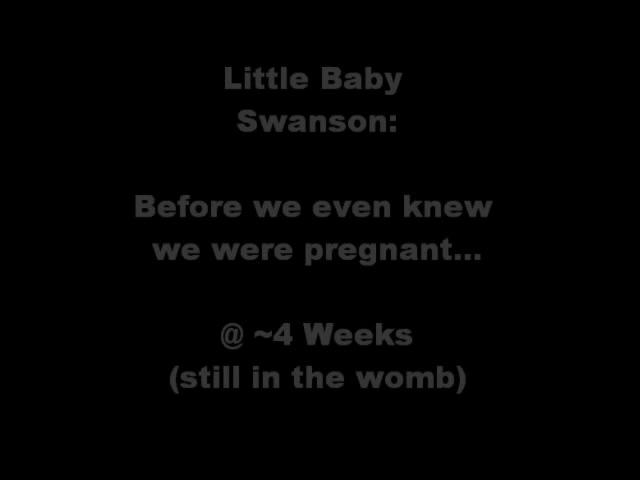 Little Baby
Swanson:
Before we even knew
we were pregnant...
@ ~4 Weeks
(still in the womb)